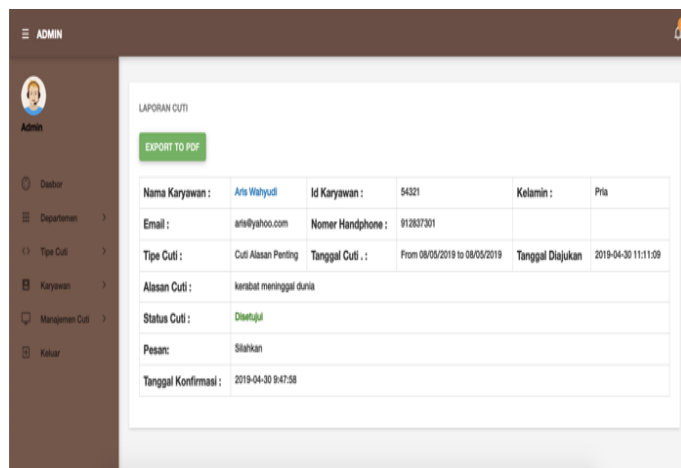 ADMIN
Admin
Dasbor
Departemen
Tipe Cuti
Karyawan
Manajemen Cuti
Keluar
LAPORAN CUTI
EXPORT TO PDF
Nama Karyawan : Aris Wahyudi Id Karyawan : 54321 Kelamin : Pria
Email : aris@yahoo.com Nomer Handphone : 912837301
Tipe Cuti : Cuti Alasan Penting Tanggal Cuti . : From 08/05/2019 to 08/05/2019 Tanggal Diajukan 2019-04-30 11:11:09
Alasan Cuti : kerabat meninggal dunia
Status Cuti : Disetujui
Pesan: Silahkan
Tanggal Konfirmasi : 2019-04-30 9:47:58